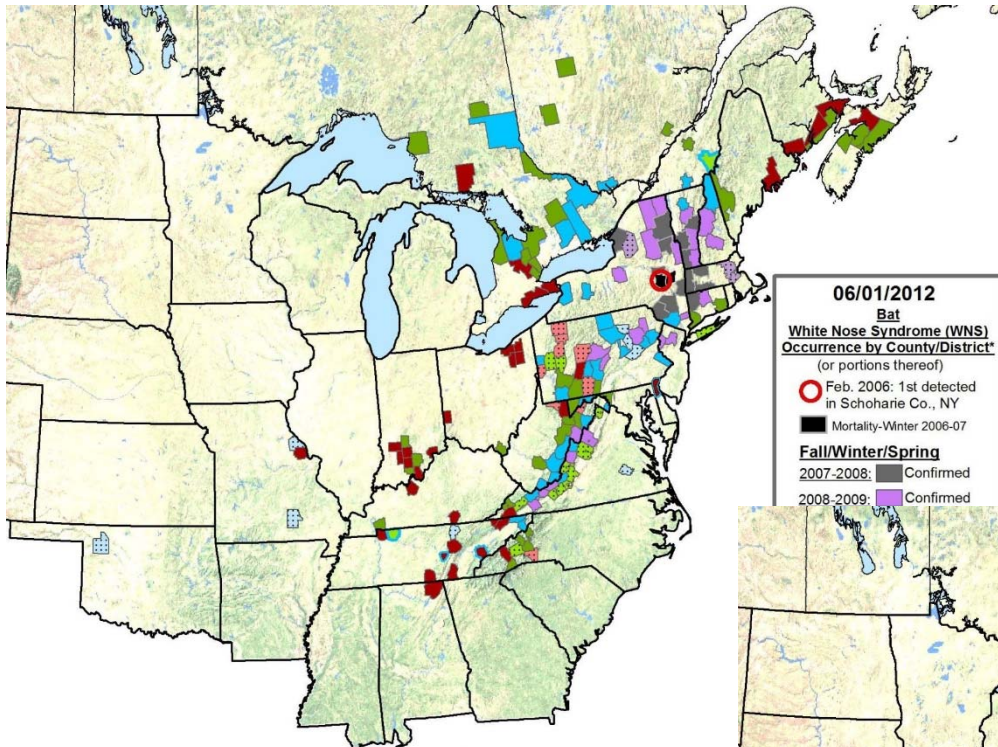 06/01/2012
Bat
White Nose Syndrome (WNS)
Occurrence by County/District*
(or portions thereof)
Feb. 2006: 1st detected
in Schoharie Co., NY
Mortality-Winter 2006-07
Fall/Winter/Spring
2007-2008: Confirmed
2008-2009: Confirmed